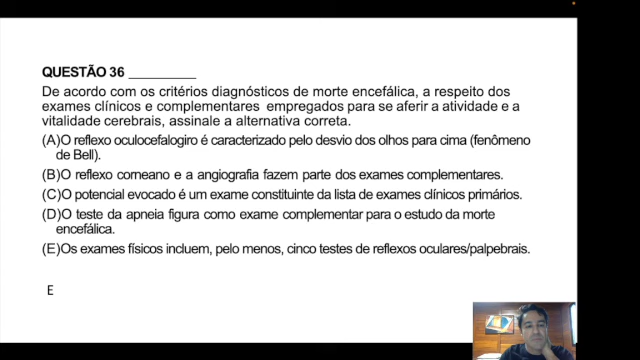 QUESTÃO 36 __________
De acordo com os critérios diagnósticos de morte encefálica, a respeito dos
exames clínicos e complementares empregados para se aferir a atividade e a
vitalidade cerebrais, assinale a alternativa correta.
(A)O reflexo oculocefalogiro é caracterizado pelo desvio dos olhos para cima (fenômeno
de Bell).
(B)O reflexo corneano e a angiografia fazem parte dos exames complementares.
(C)O potencial evocado é um exame constituinte da lista de exames clínicos primários.
(D)O teste da apneia figura como exame complementar para o estudo da morte
encefálica.
(E)Os exames físicos incluem, pelo menos, cinco testes de reflexos oculares/palpebrais.
E